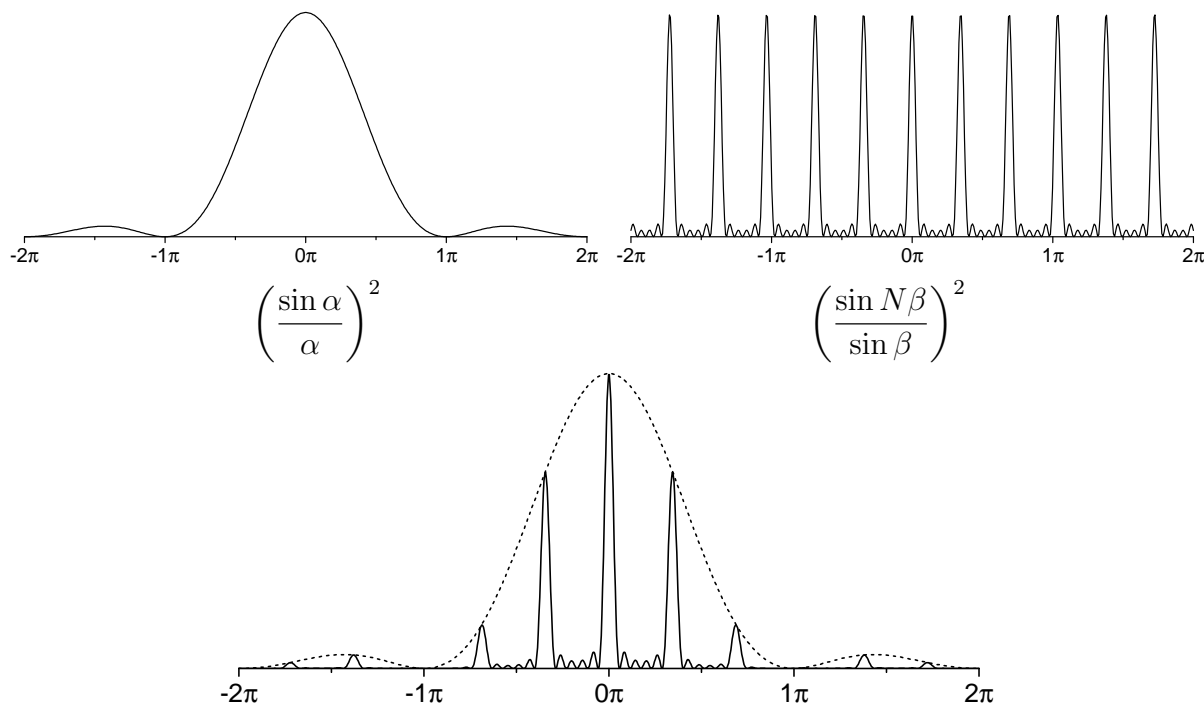 -2π -1π 0π 1π 2π
-2π -1π 0π 1π 2π
(sin α / α)²
(sin Nβ / sin β)²
-2π -1π 0π 1π 2π